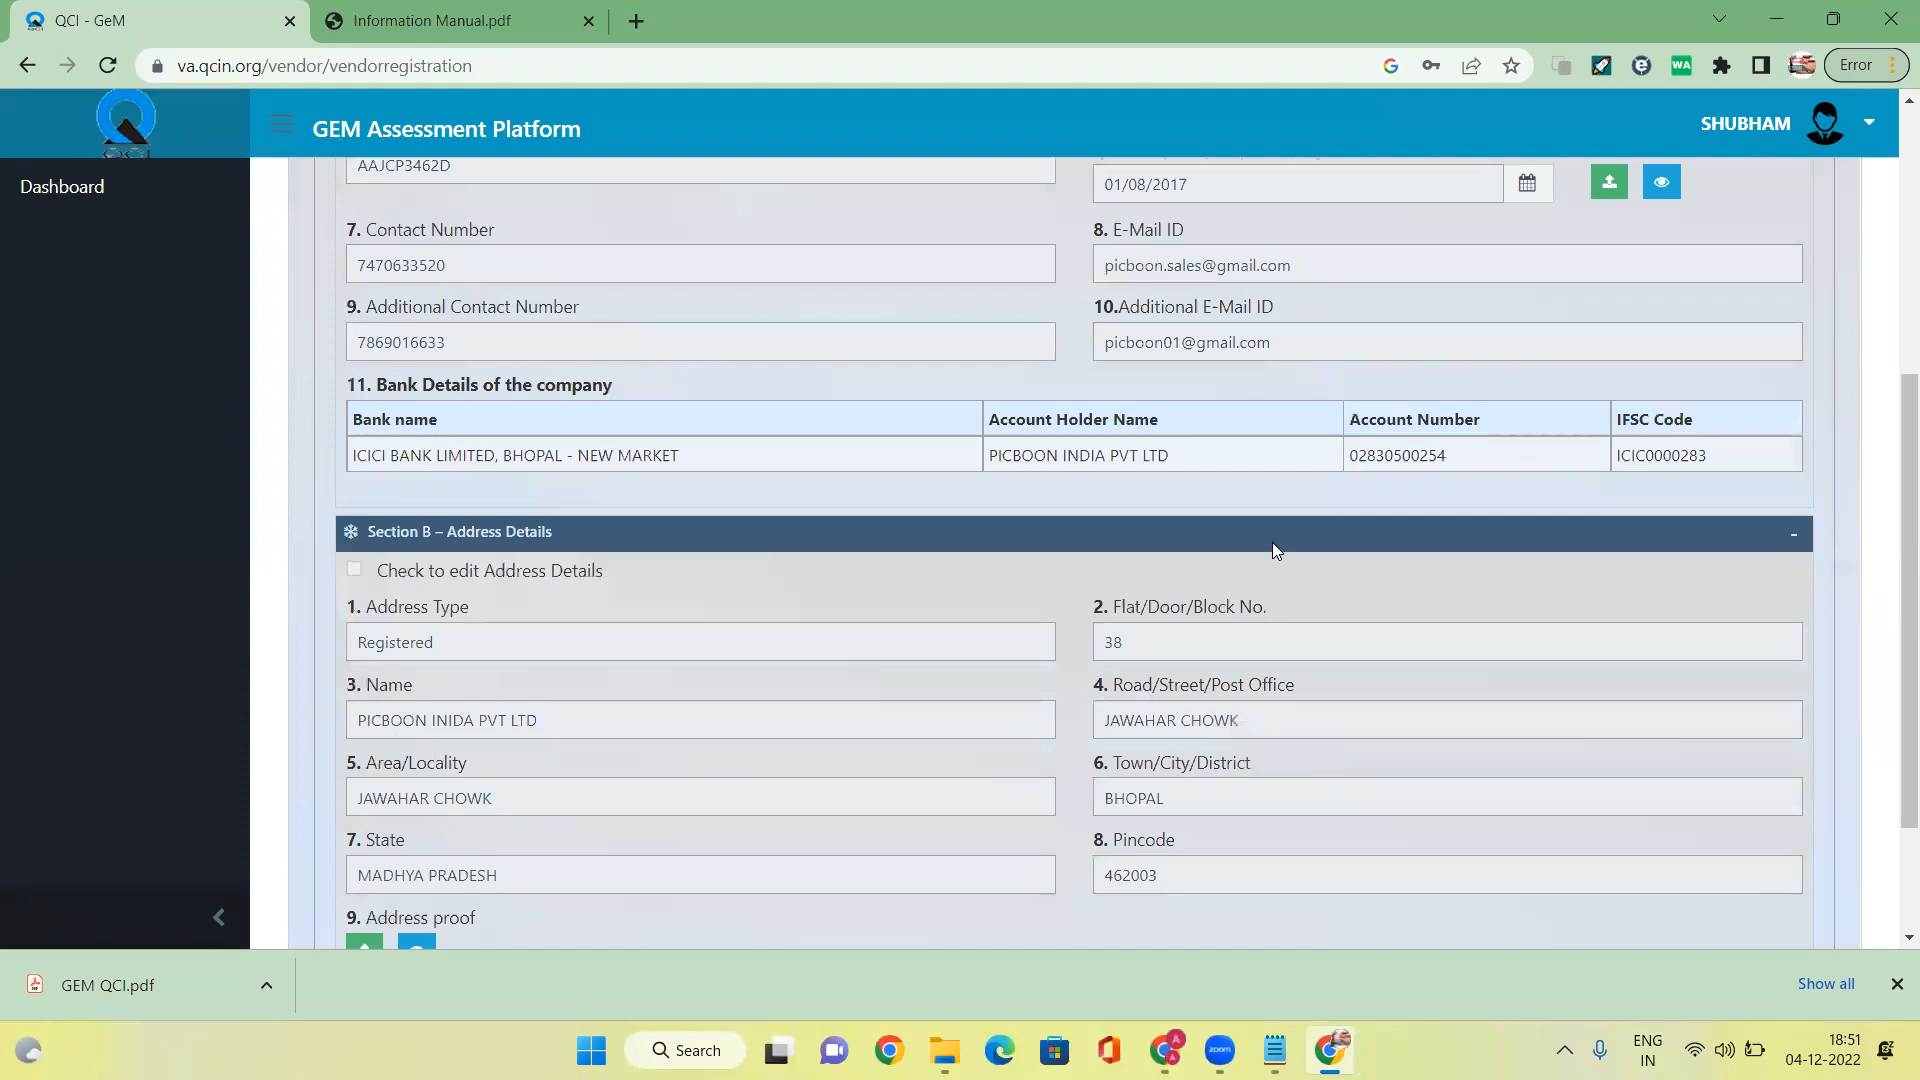 QCI - GeM
Information Manual.pdf
va.qcin.org/vendor/vendorregistration
WA
Error
QCI
GEM Assessment Platform
SHUBHAM
Dashboard
AAJCP3462D
01/08/2017
7. Contact Number
8. E-Mail ID
7470633520
picboon.sales@gmail.com
9. Additional Contact Number
10.Additional E-Mail ID
7869016633
picboon01@gmail.com
11. Bank Details of the company
Bank name Account Holder Name Account Number IFSC Code
ICICI BANK LIMITED, BHOPAL - NEW MARKET PICBOON INDIA PVT LTD 02830500254 ICIC0000283
Section B – Address Details
Check to edit Address Details
1. Address Type
2. Flat/Door/Block No.
Registered
38
3. Name
4. Road/Street/Post Office
PICBOON INIDA PVT LTD
JAWAHAR CHOWK
5. Area/Locality
6. Town/City/District
JAWAHAR CHOWK
BHOPAL
7. State
8. Pincode
MADHYA PRADESH
462003
9. Address proof
GEM QCI.pdf
Show all
Search
zoom
ENG
IN
18:51
04-12-2022